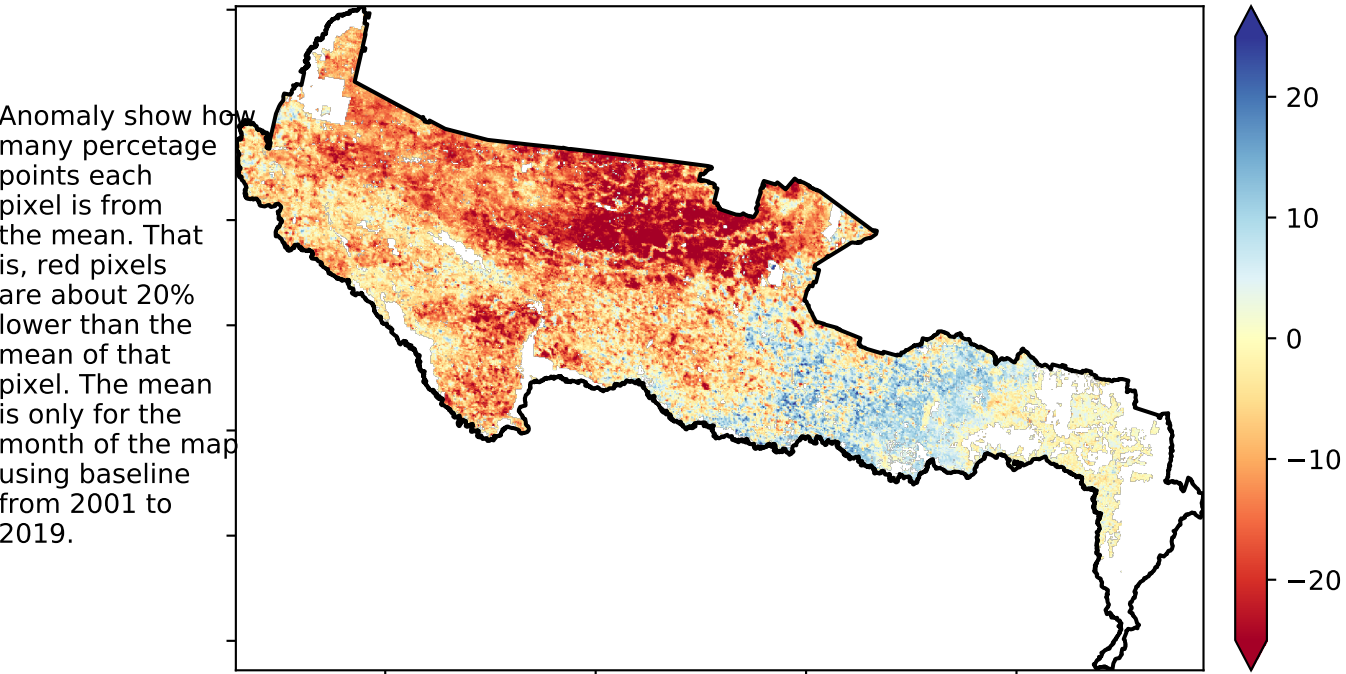 Anomaly show how
many percetage
points each
pixel is from
the mean. That
is, red pixels
are about 20%
lower than the
mean of that
pixel. The mean
is only for the
month of the map
using baseline
from 2001 to
2019.
20
10
0
−10
−20